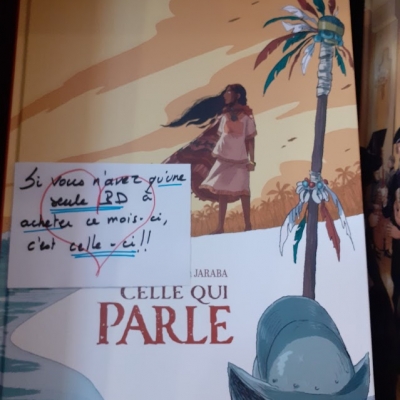 Si vous n'avez qu'une
seule BD à
acheter ce mois-ci,
c'est celle-ci!!
JARABA
CELLE QUI
PARLE